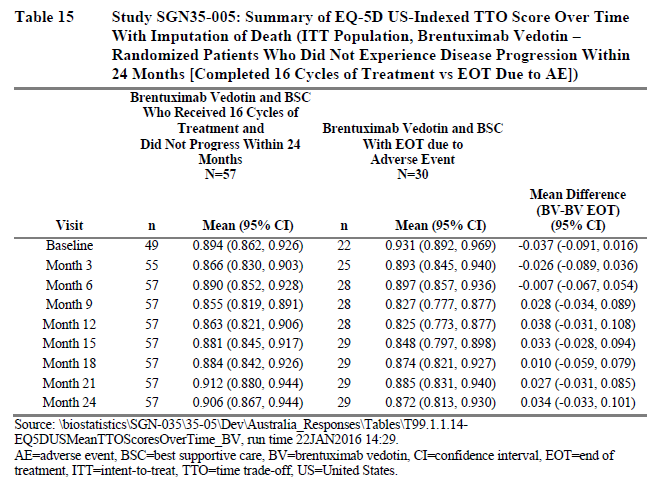 Table 15 Study SGN35-005: Summary of EQ-5D US-Indexed TTO Score Over Time
With Imputation of Death (ITT Population, Brentuximab Vedotin –
Randomized Patients Who Did Not Experience Disease Progression Within
24 Months [Completed 16 Cycles of Treatment vs EOT Due to AE])
Brentuximab Vedotin and BSC
Who Received 16 Cycles of
Treatment and
Did Not Progress Within 24
Months
N=57
Brentuximab Vedotin and BSC
With EOT due to
Adverse Event
N=30
Mean Difference
(BV-BV EOT)
(95% CI)
Visit n Mean (95% CI) n Mean (95% CI)
Baseline 49 0.894 (0.862, 0.926) 22 0.931 (0.892, 0.969) -0.037 (-0.091, 0.016)
Month 3 55 0.866 (0.830, 0.903) 25 0.893 (0.845, 0.940) -0.026 (-0.089, 0.036)
Month 6 57 0.890 (0.852, 0.928) 28 0.897 (0.857, 0.936) -0.007 (-0.067, 0.054)
Month 9 57 0.855 (0.819, 0.891) 28 0.827 (0.777, 0.877) 0.028 (-0.034, 0.089)
Month 12 57 0.863 (0.821, 0.906) 28 0.825 (0.773, 0.877) 0.038 (-0.031, 0.108)
Month 15 57 0.881 (0.845, 0.917) 29 0.848 (0.797, 0.898) 0.033 (-0.028, 0.094)
Month 18 57 0.884 (0.842, 0.926) 29 0.874 (0.821, 0.927) 0.010 (-0.059, 0.079)
Month 21 57 0.912 (0.880, 0.944) 29 0.885 (0.831, 0.940) 0.027 (-0.031, 0.085)
Month 24 57 0.906 (0.867, 0.944) 29 0.872 (0.813, 0.930) 0.034 (-0.033, 0.101)
Source: \biostatistics\SGN-035\35-05\Dev\Australia_Responses\Tables\T99.1.1.14-
EQ5DUSMeanTTOScoresOverTime_BV, run time 22JAN2016 14:29.
AE=adverse event, BSC=best supportive care, BV=brentuximab vedotin, CI=confidence interval, EOT=end of
treatment, ITT=intent-to-treat, TTO=time trade-off, US=United States.